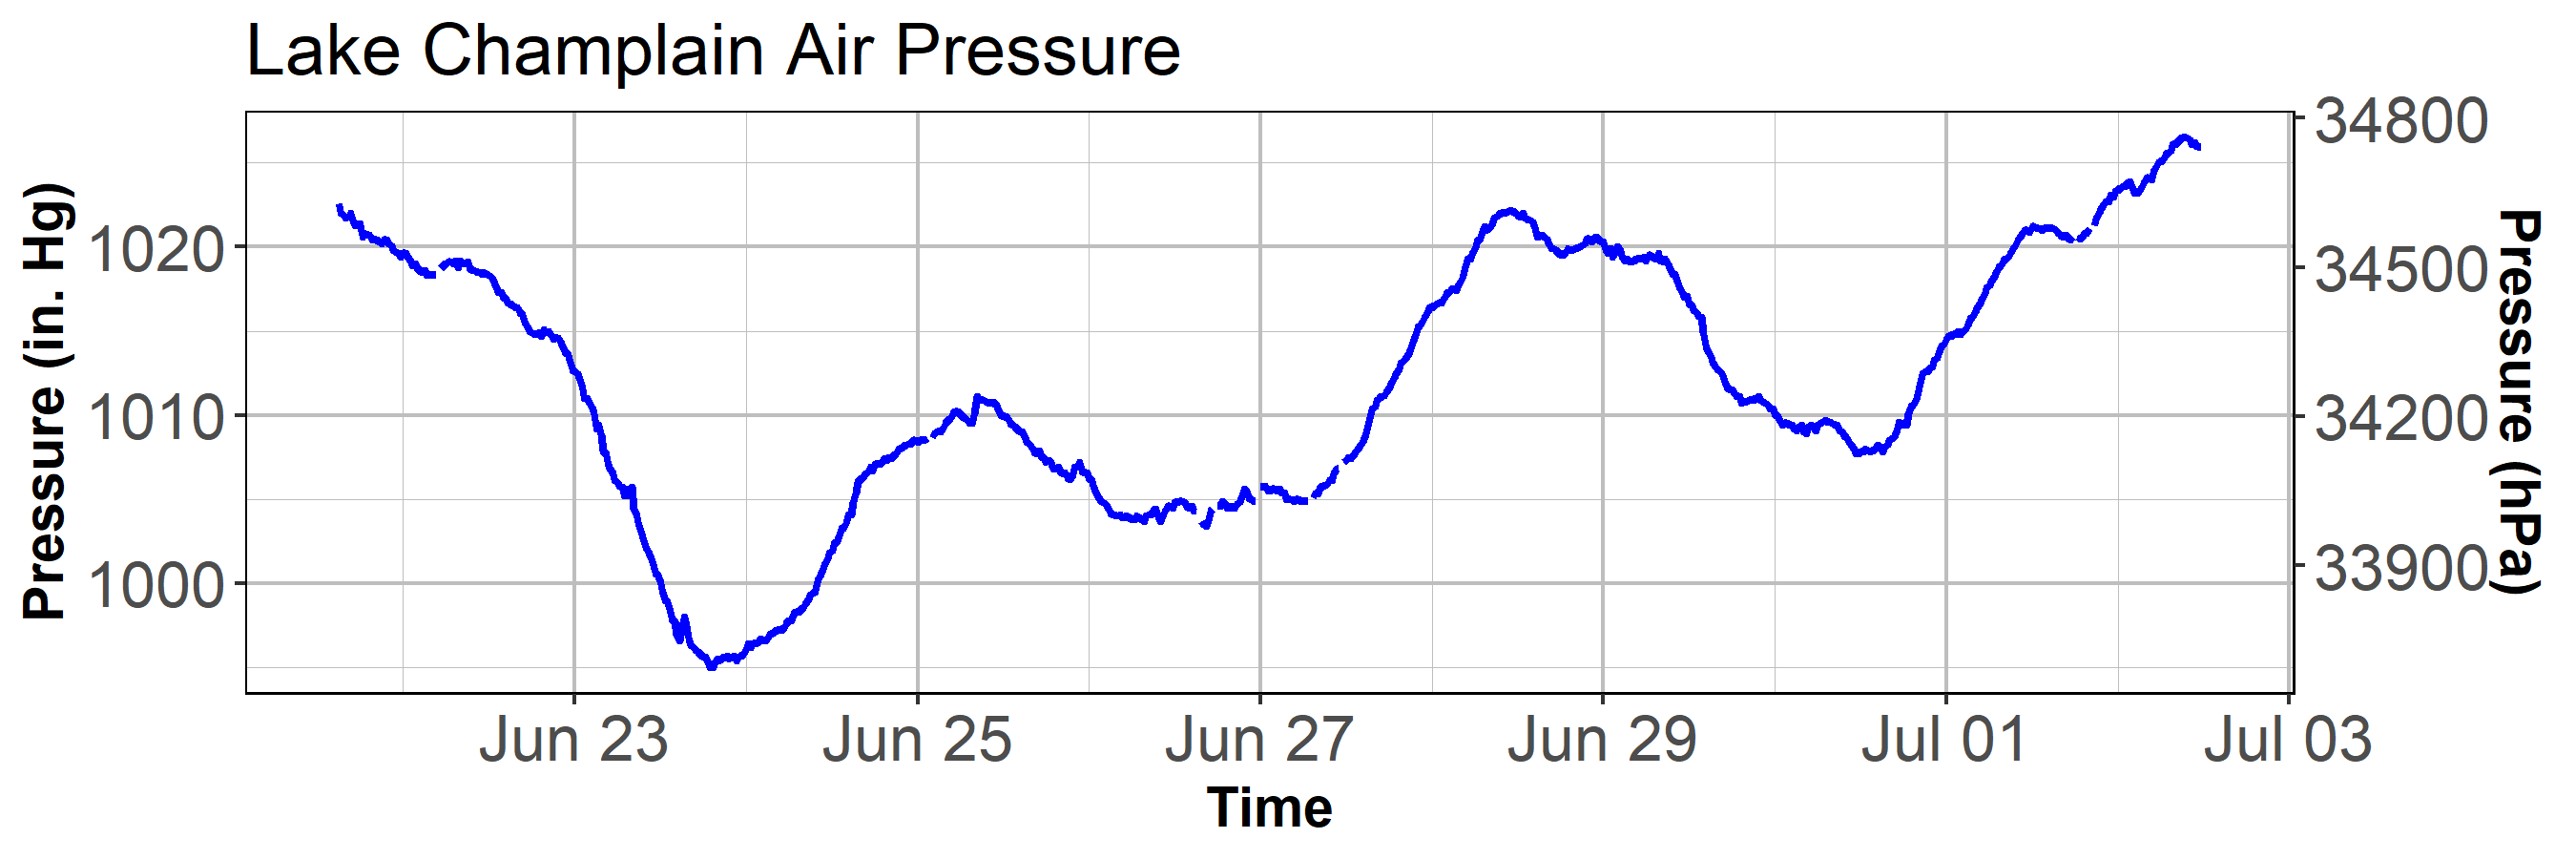 Lake Champlain Air Pressure
Pressure (in. Hg)
1020
1010
1000
34800
34500
34200
33900
Pressure (hPa)
Jun 23 Jun 25 Jun 27 Jun 29 Jul 01 Jul 03
Time